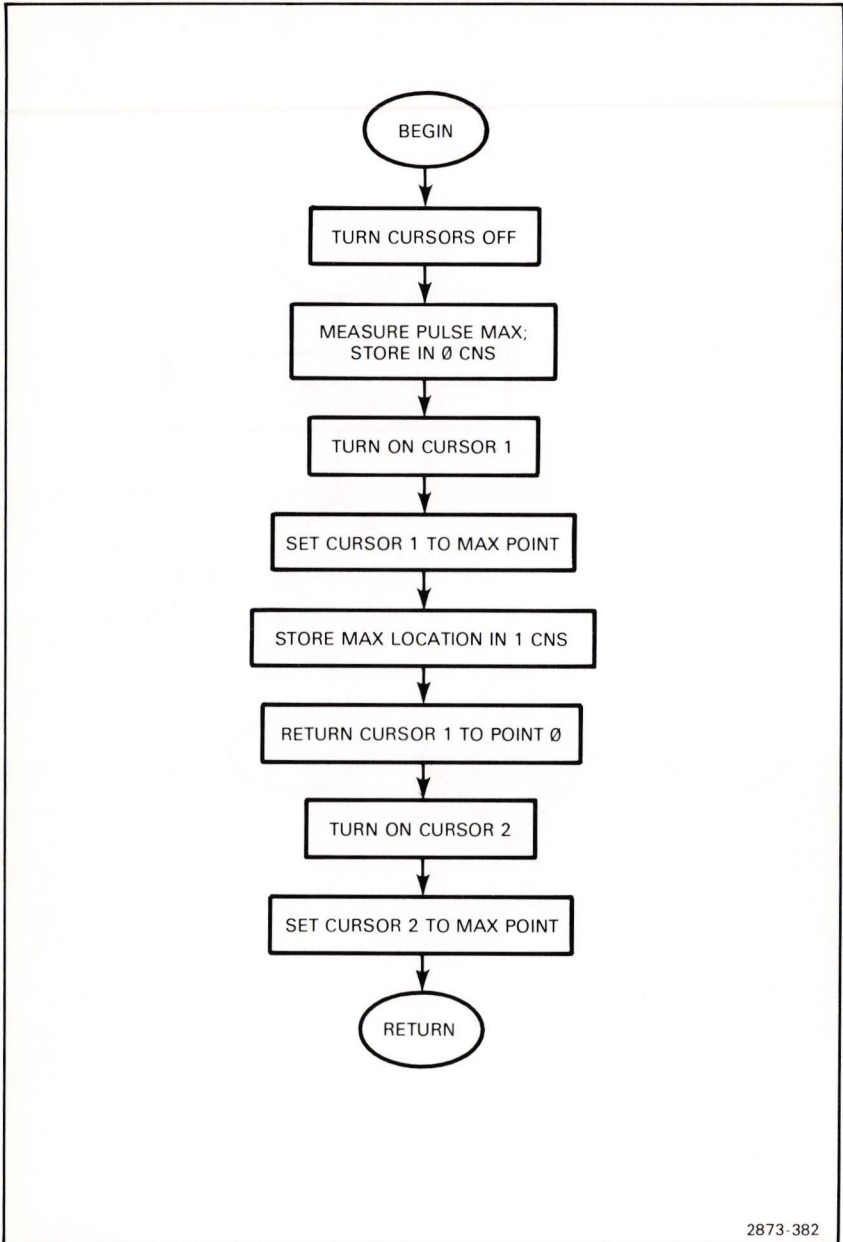 BEGIN
TURN CURSORS OFF
MEASURE PULSE MAX;
STORE IN Ø CNS
TURN ON CURSOR 1
SET CURSOR 1 TO MAX POINT
STORE MAX LOCATION IN 1 CNS
RETURN CURSOR 1 TO POINT Ø
TURN ON CURSOR 2
SET CURSOR 2 TO MAX POINT
RETURN
2873-382